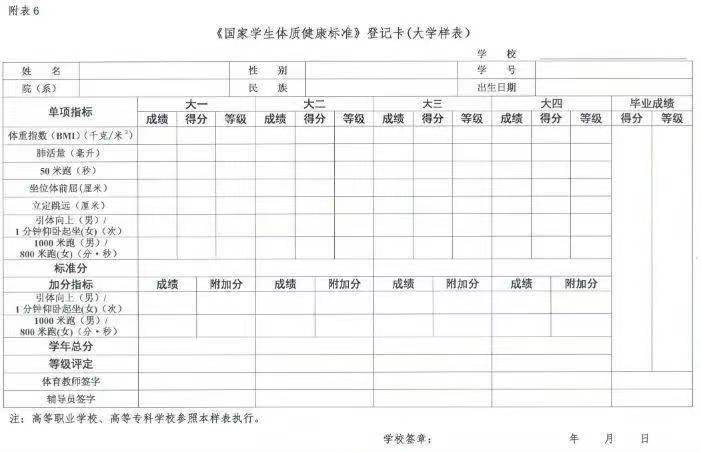 附表6
《国家学生体质健康标准》登记卡(大学样表)
学 校
姓 名 性 别 学 号
院（系） 民 族 出生日期
单项指标 大一 大二 大三 大四 毕业成绩
成绩 得分 等级 成绩 得分 等级 成绩 得分 等级 成绩 得分 等级 得分 等级
体重指数（BMI）（千克/米²）
肺活量（毫升）
50米跑（秒）
坐位体前屈(厘米）
立定跳远（厘米）
引体向上（男）/
1分钟仰卧起坐(女)（次）
1000米跑（男）/
800米跑(女)（分·秒）
标准分
加分指标 成绩 附加分 成绩 附加分 成绩 附加分 成绩 附加分
引体向上（男）/
1分钟仰卧起坐(女)（次）
1000米跑（男）/
800米跑(女)（分·秒）
学年总分
等级评定
体育教师签字
辅导员签字
注：高等职业学校、高等专科学校参照本样表执行。
学校签章： 年 月 日